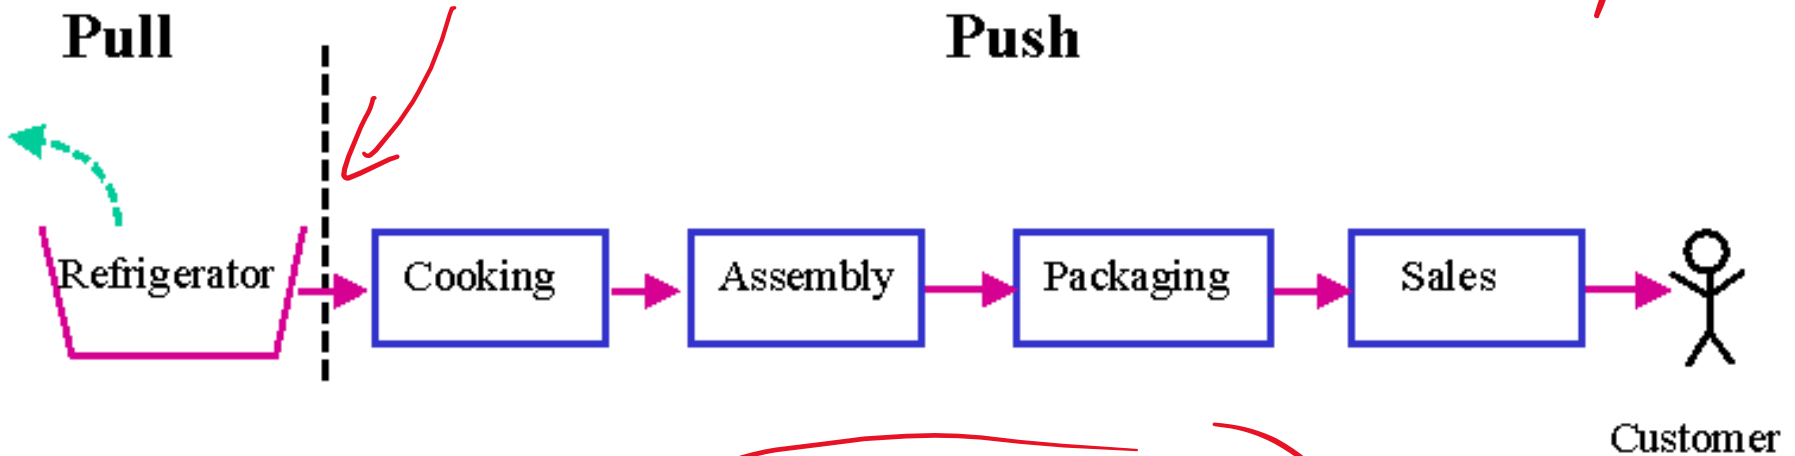 Pull
Push
Refrigerator
Cooking
Assembly
Packaging
Sales
Customer